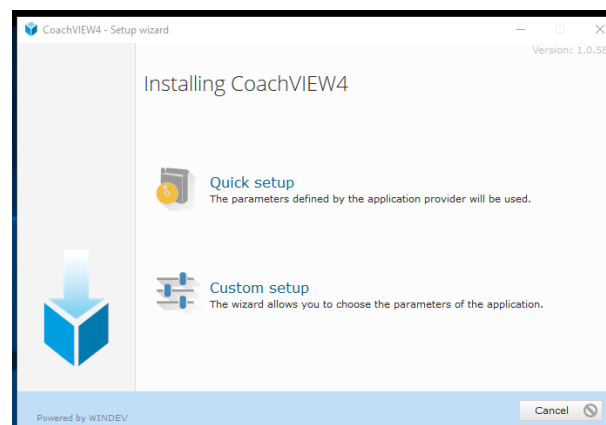 CoachVIEW4 - Setup wizard
Version: 1.0.58
Installing CoachVIEW4
Quick setup
The parameters defined by the application provider will be used.
Custom setup
The wizard allows you to choose the parameters of the application.
Powered by WINDEV
Cancel